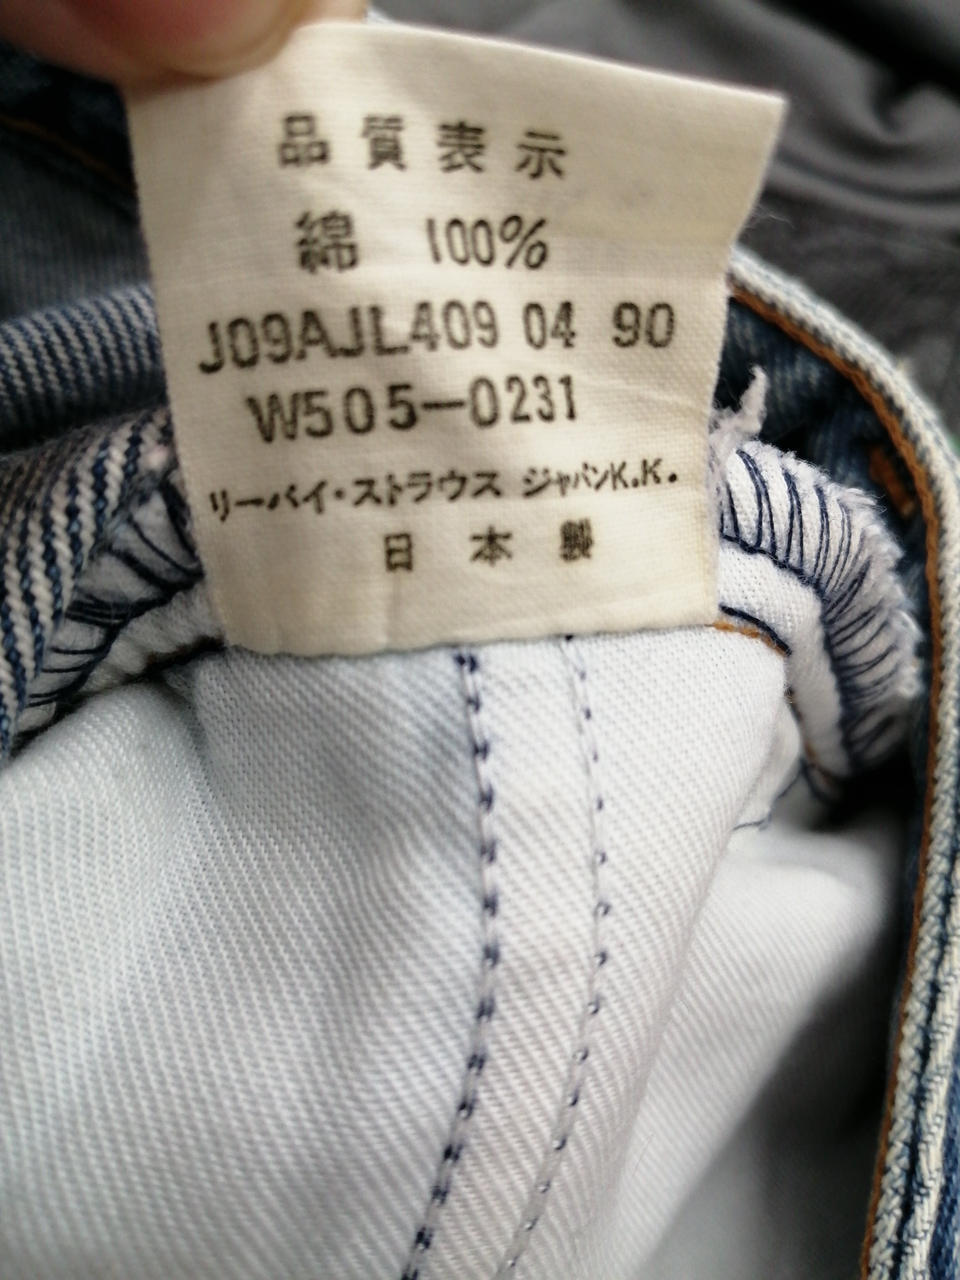 品質表示
綿 100%
J09AJL409 04 90
W505-0231
リーバイ・ストラウス ジャパンK.K.
日本製